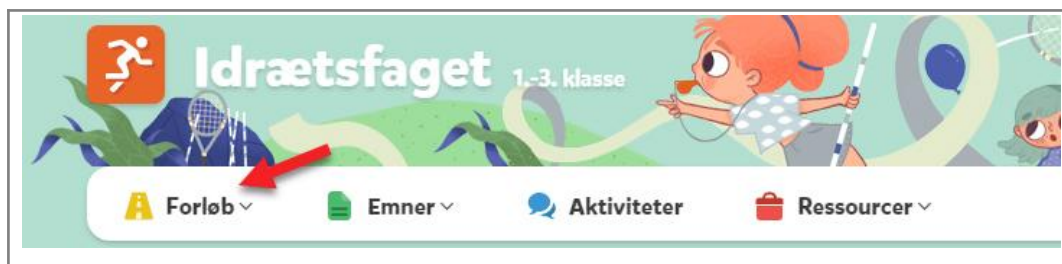 Idrætsfaget 1.-3. klasse
Forløb Emner Aktiviteter Ressourcer